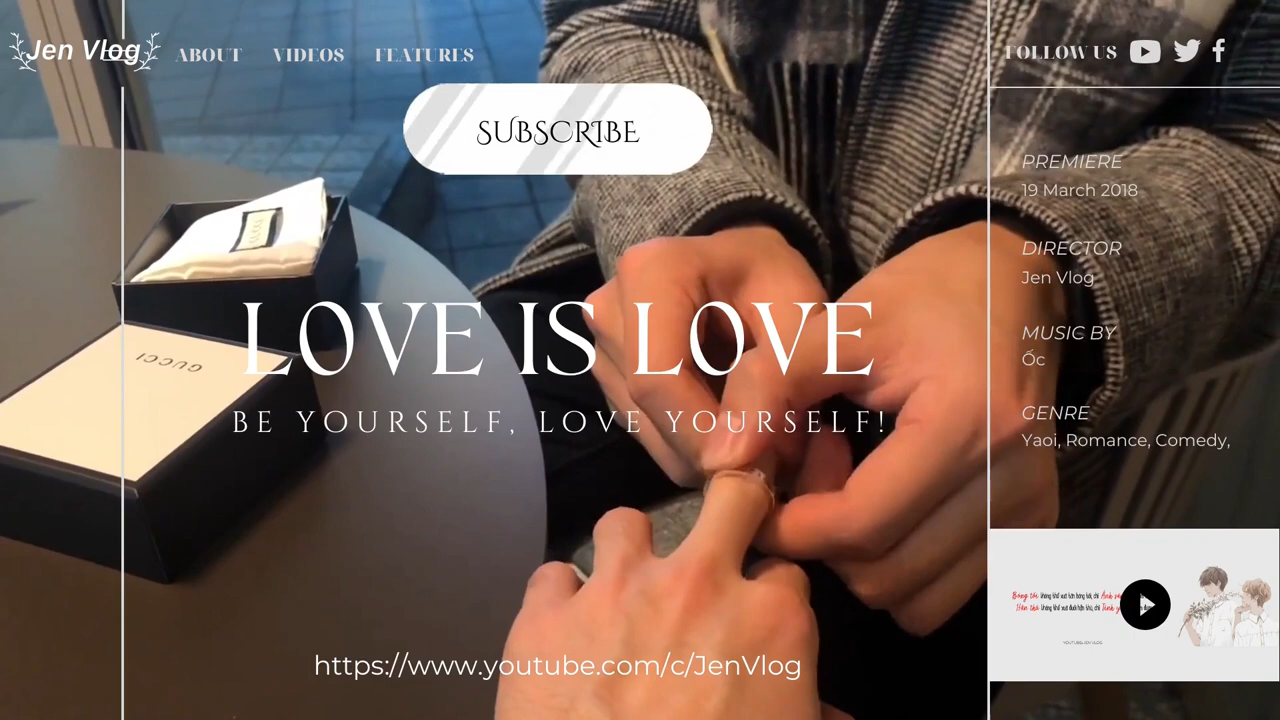 Jen Vlog
ABOUT VIDEOS FEATURES
FOLLOW US
SUBSCRIBE
PREMIERE
19 March 2018
DIRECTOR
Jen Vlog
MUSIC BY
Ốc
GENRE
Yaoi, Romance, Comedy,
GUCCI
LOVE IS LOVE
BE YOURSELF, LOVE YOURSELF!
https://www.youtube.com/c/JenVlog